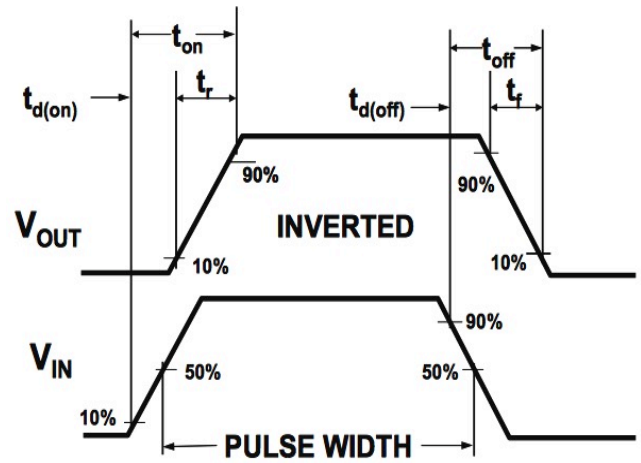 t_on
t_off
t_d(on)
t_r
t_d(off)
t_f
90%
90%
V_OUT
INVERTED
10%
10%
V_IN
90%
50%
50%
10%
PULSE WIDTH